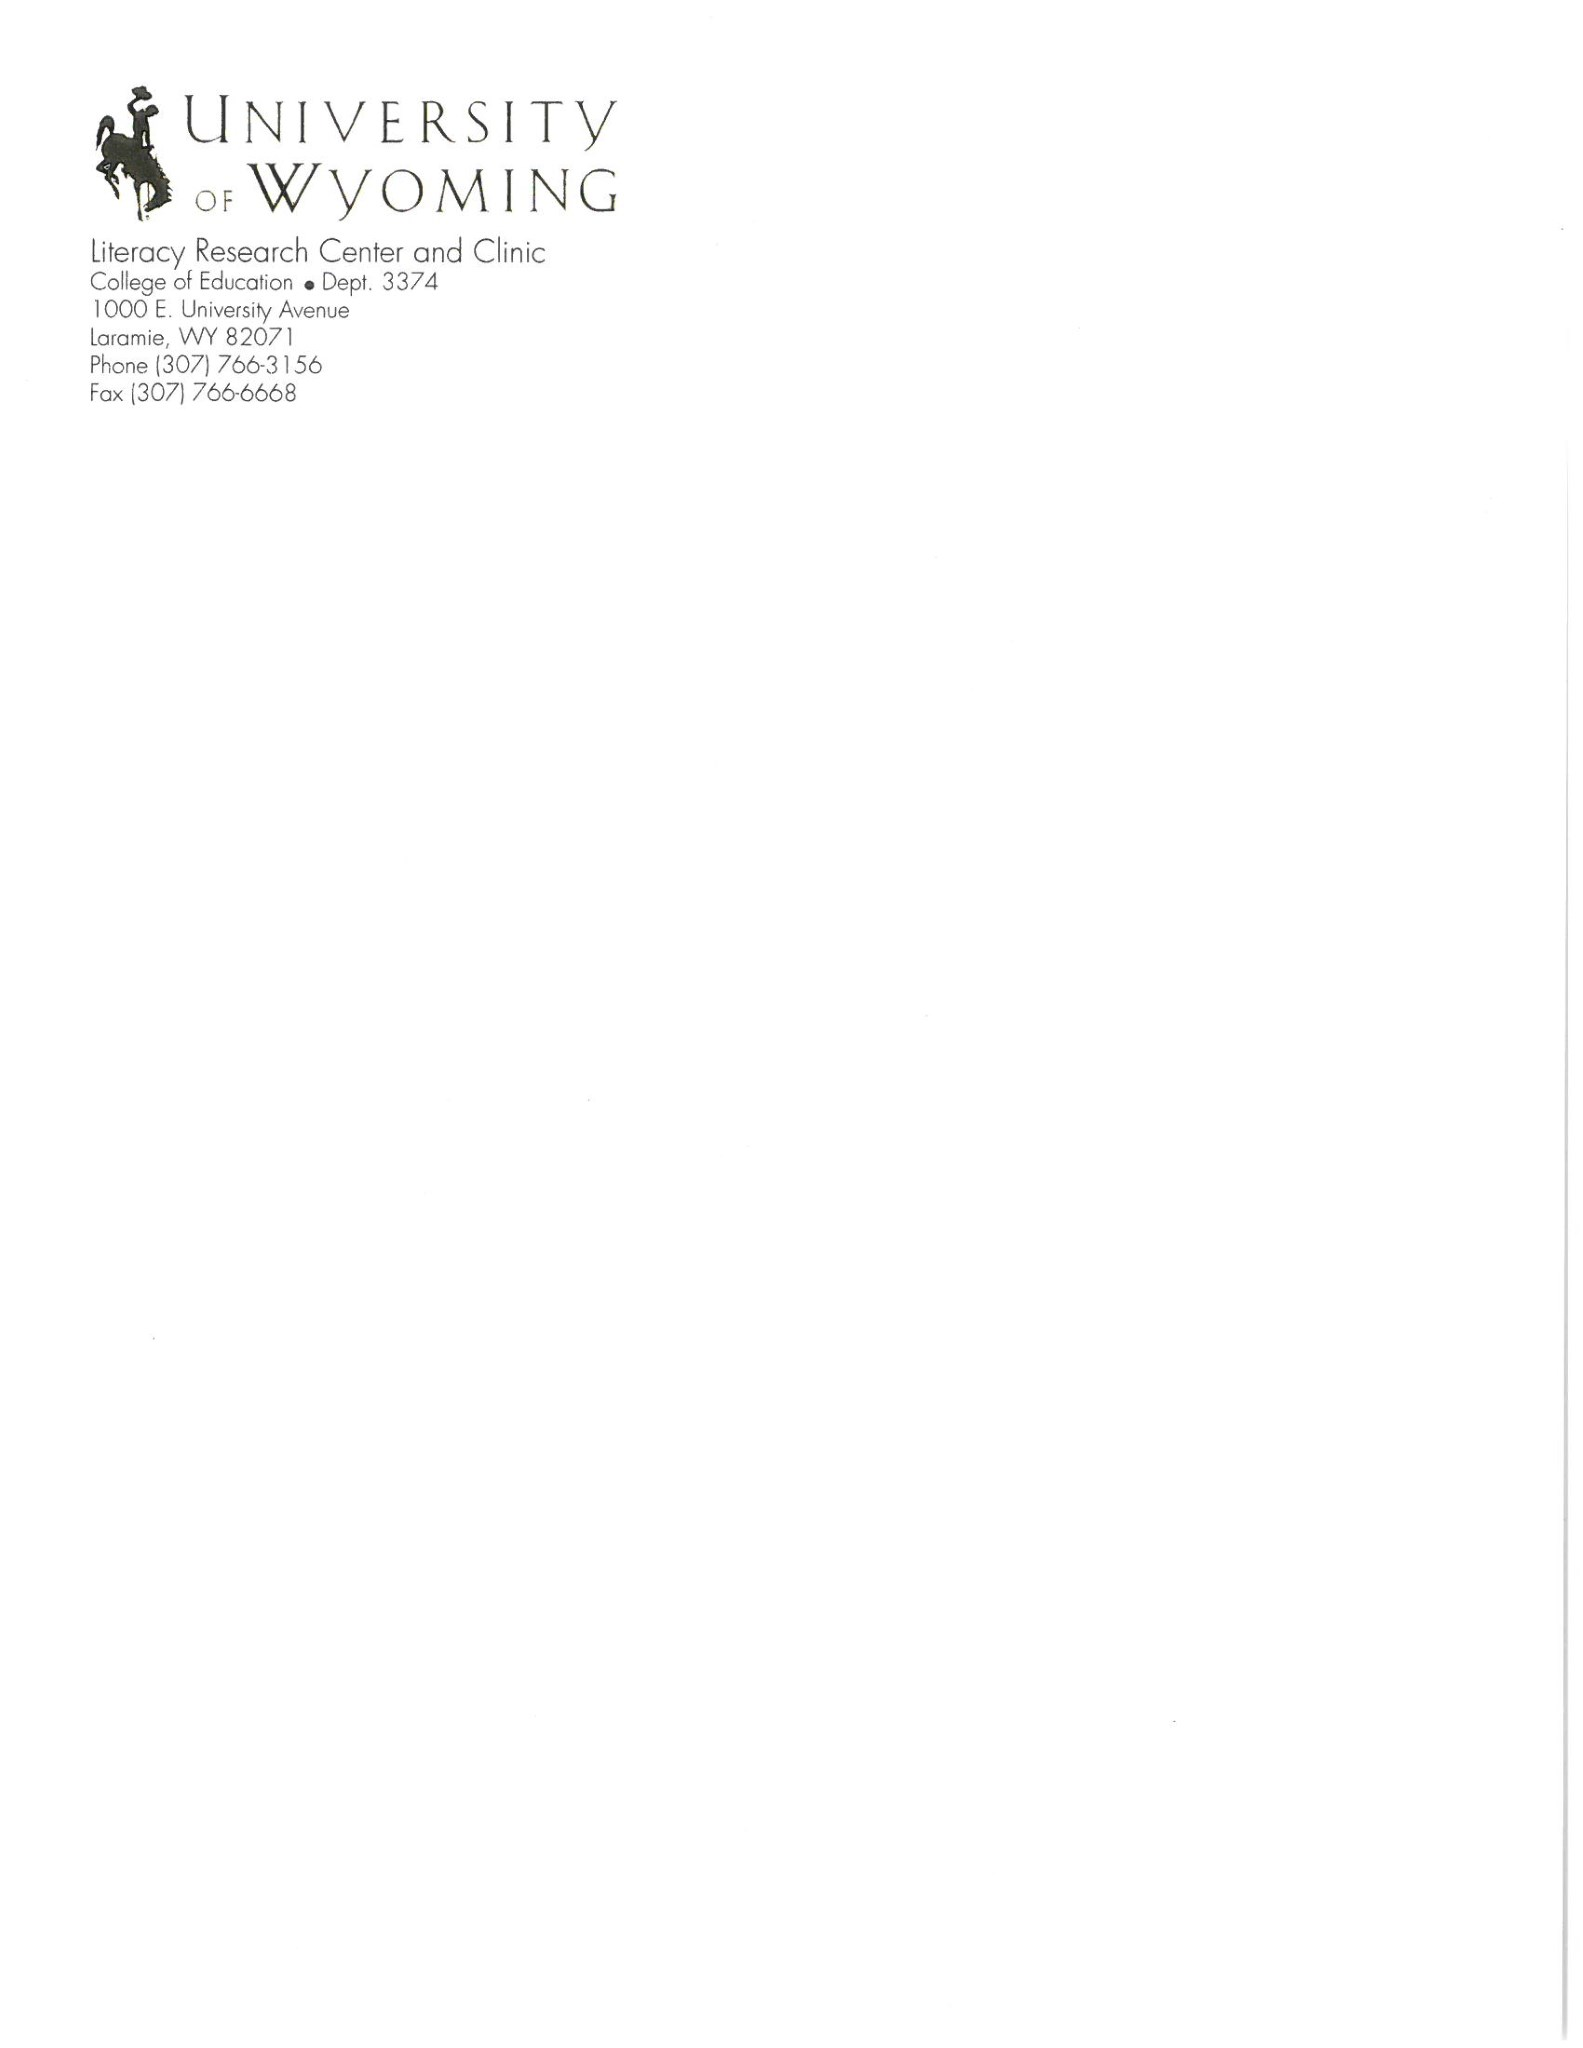 UNIVERSITY
OF WYOMING
Literacy Research Center and Clinic
College of Education • Dept. 3374
1000 E. University Avenue
Laramie, WY 82071
Phone (307) 766-3156
Fax (307) 766-6668